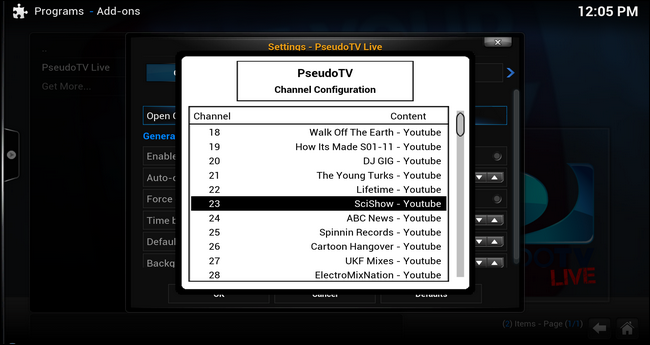 Programs - Add-ons
12:05 PM
Settings - PseudoTV Live
PseudoTV Live
Get More...
PseudoTV
Channel Configuration
Channel Content
18 Walk Off The Earth - Youtube
19 How Its Made S01-11 - Youtube
20 DJ GIG - Youtube
21 The Young Turks - Youtube
22 Lifetime - Youtube
23 SciShow - Youtube
24 ABC News - Youtube
25 Spinnin Records - Youtube
26 Cartoon Hangover - Youtube
27 UKF Mixes - Youtube
28 ElectroMixNation - Youtube
Open
Genera
Enable
Auto-
Force
Time b
Defaul
Backg
OK Cancel Defaults
LIVE
(2) Items - Page (1/1)